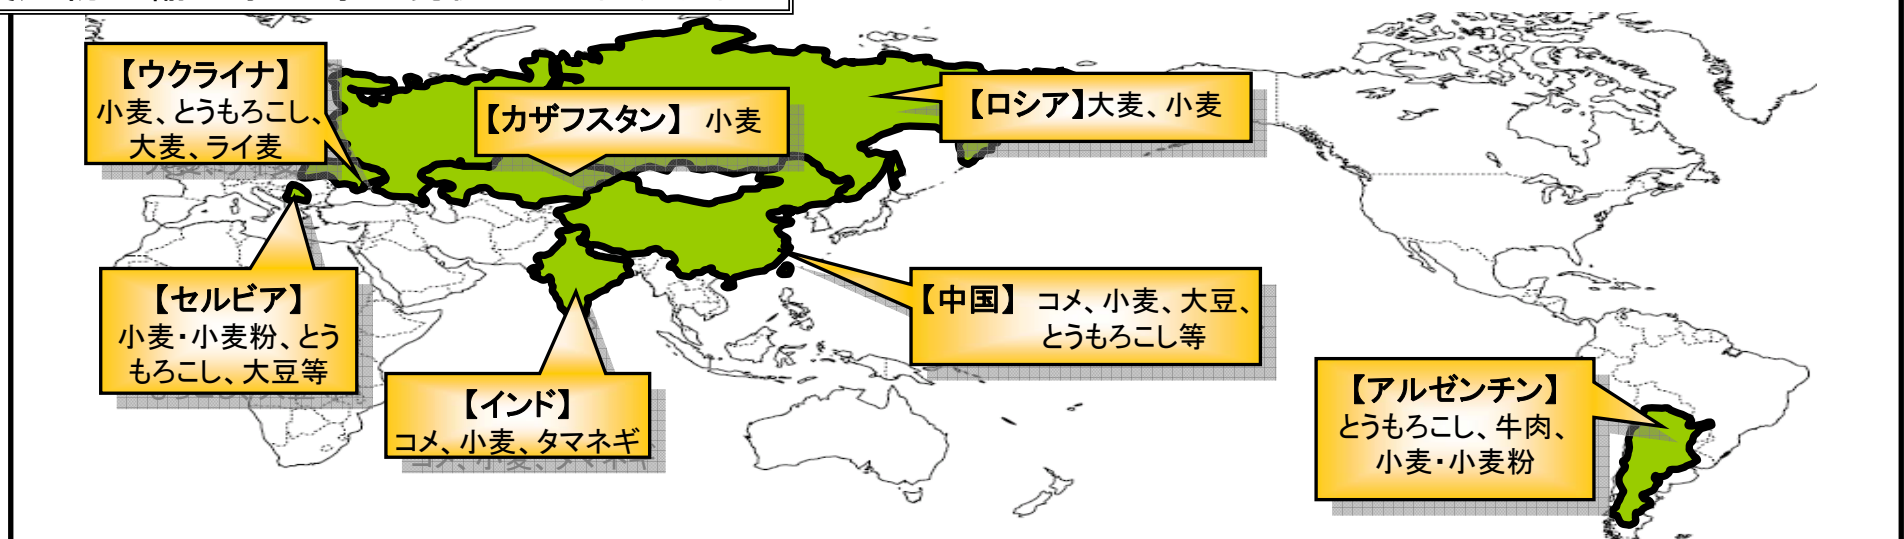 【ウクライナ】
小麦、とうもろこし、
大麦、ライ麦
【カザフスタン】 小麦
【ロシア】大麦、小麦
【セルビア】
小麦・小麦粉、とう
もろこし、大豆等
【インド】
コメ、小麦、タマネギ
【中国】 コメ、小麦、大豆、
とうもろこし等
【アルゼンチン】
とうもろこし、牛肉、
小麦・小麦粉